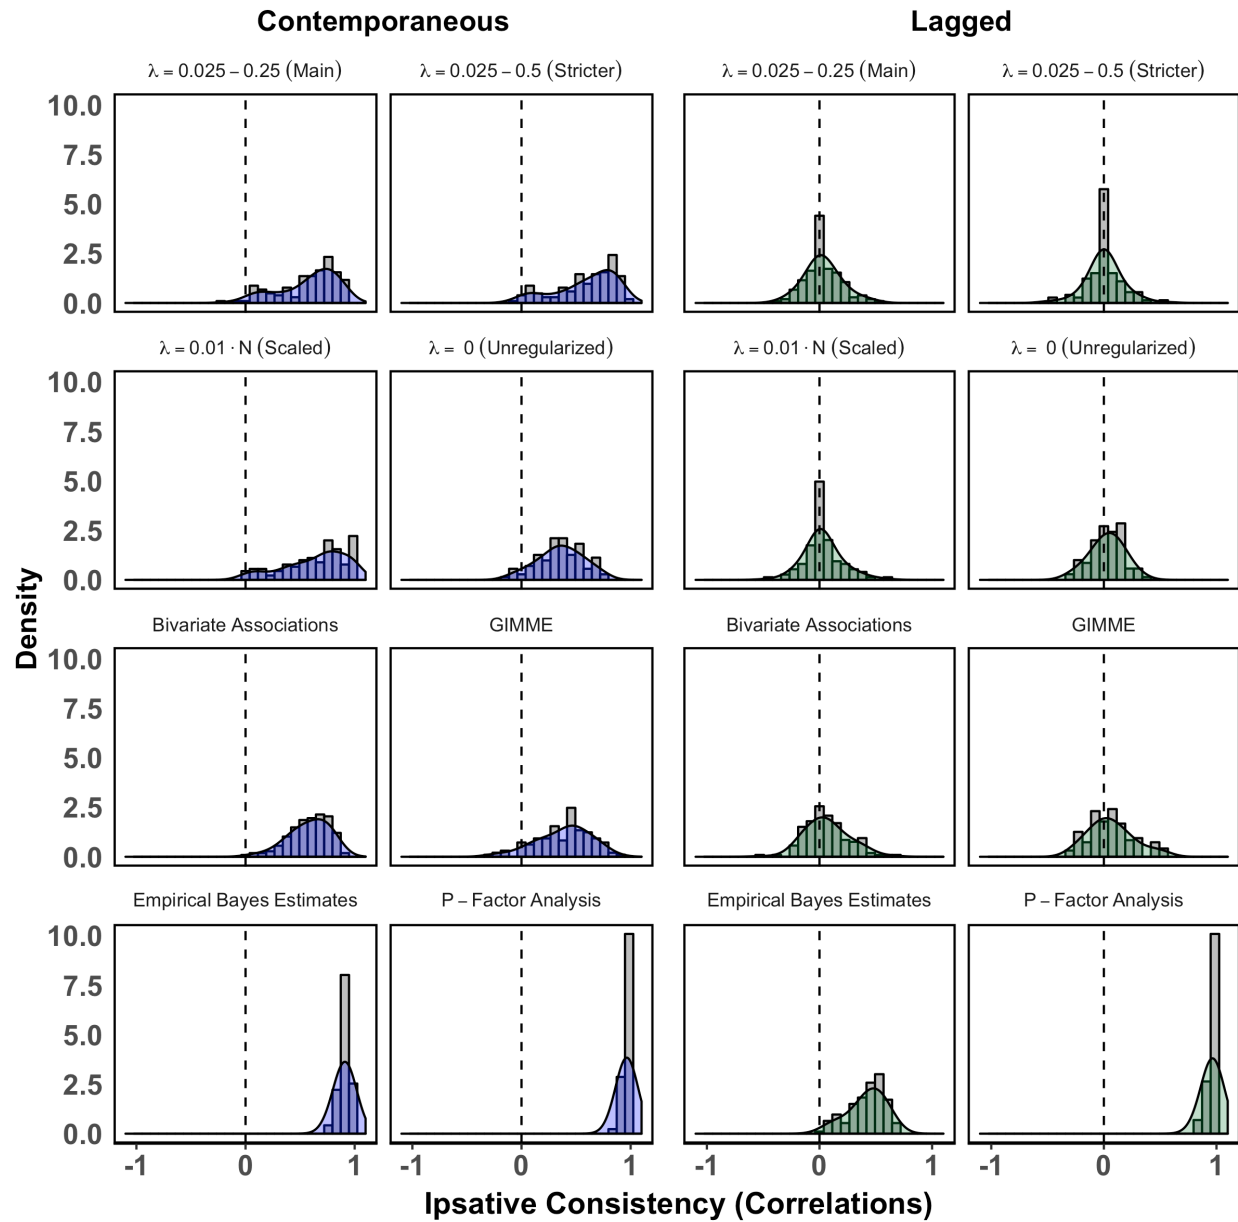 Contemporaneous Lagged
λ = 0.025 – 0.25 (Main) λ = 0.025 – 0.5 (Stricter) λ = 0.025 – 0.25 (Main) λ = 0.025 – 0.5 (Stricter)
10.0
7.5
5.0
2.5
0.0
λ = 0.01 · N (Scaled) λ = 0 (Unregularized) λ = 0.01 · N (Scaled) λ = 0 (Unregularized)
10.0
7.5
5.0
2.5
0.0
Density
Bivariate Associations GIMME Bivariate Associations GIMME
10.0
7.5
5.0
2.5
0.0
Empirical Bayes Estimates P – Factor Analysis Empirical Bayes Estimates P – Factor Analysis
10.0
7.5
5.0
2.5
0.0
-1 0 1 -1 0 1 -1 0 1 -1 0 1
Ipsative Consistency (Correlations)